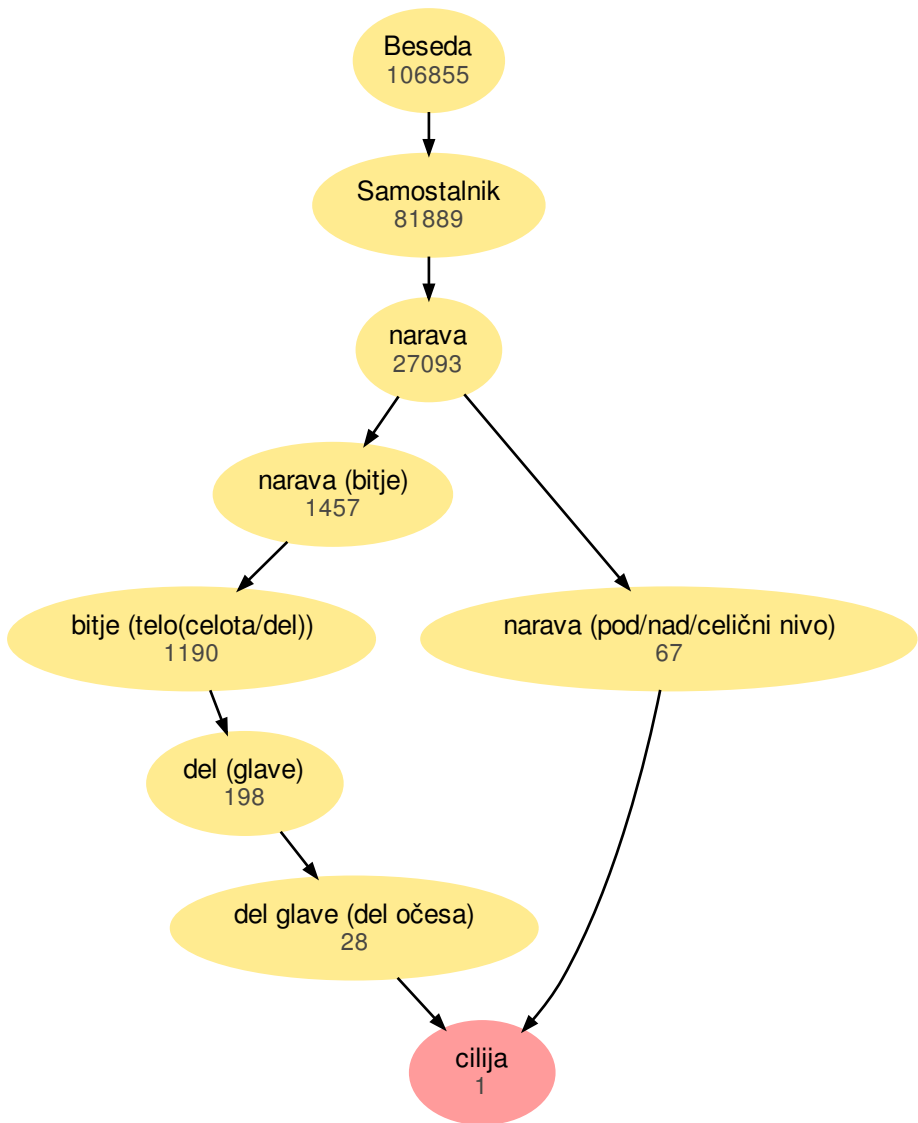 Beseda
106855
Samostalnik
81889
narava
27093
narava (bitje)
1457
bitje (telo(celota/del))
1190
narava (pod/nad/celični nivo)
67
del (glave)
198
del glave (del očesa)
28
cilija
1